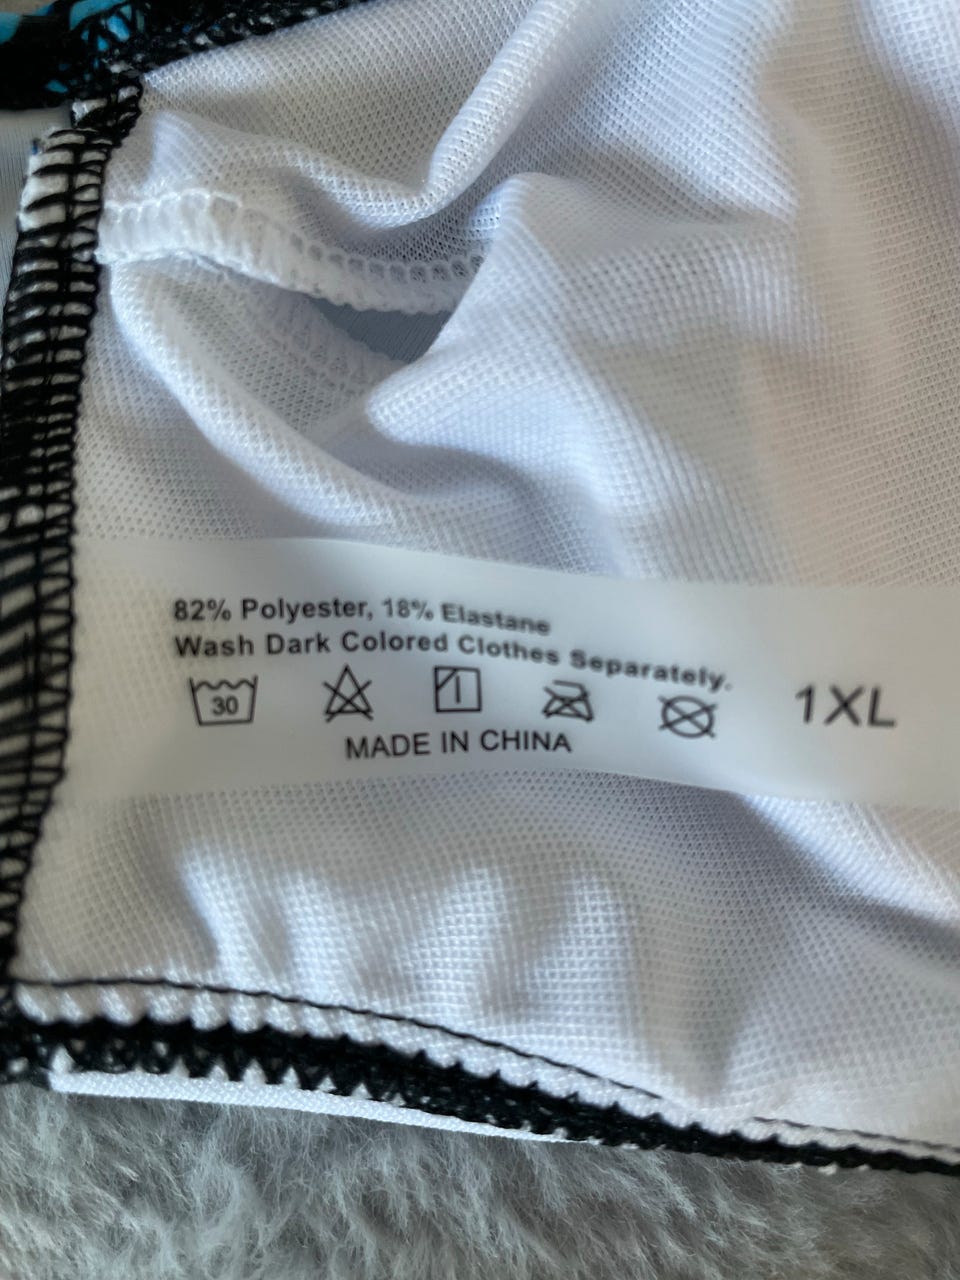 82% Polyester, 18% Elastane
Wash Dark Colored Clothes Separately.
30
1XL
MADE IN CHINA